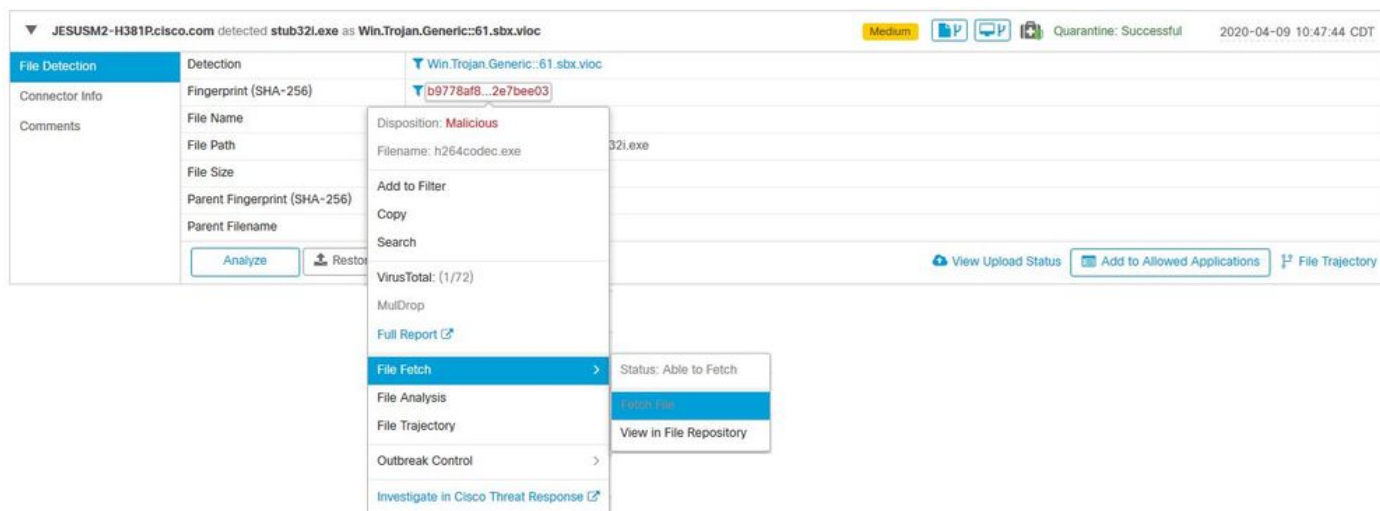 JESUSM2-H381P.cisco.com detected stub32i.exe as Win.Trojan.Generic::61.sbx.vioc
Medium
Quarantine: Successful
2020-04-09 10:47:44 CDT
File Detection
Connector Info
Comments
Detection
Win.Trojan.Generic::61.sbx.vioc
Fingerprint (SHA-256)
b9778af8...2e7bee03
File Name
File Path
32i.exe
File Size
Parent Fingerprint (SHA-256)
Parent Filename
Analyze
Restor
View Upload Status
Add to Allowed Applications
File Trajectory
Disposition: Malicious
Filename: h264codec.exe
Add to Filter
Copy
Search
VirusTotal: (1/72)
MulDrop
Full Report
File Fetch
Status: Able to Fetch
Fetch File
View in File Repository
File Analysis
File Trajectory
Outbreak Control
Investigate in Cisco Threat Response